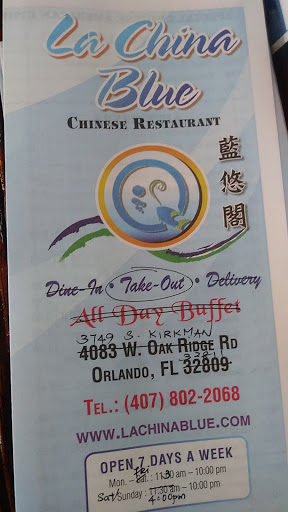 La China
Blue
CHINESE RESTAURANT
藍悠閣
Dine-In • Take-Out • Delivery
All Day Buffet
3749 S. KIRKMAN
4083 W. OAK RIDGE RD
32811
ORLANDO, FL 32809
TEL.: (407) 802-2068
WWW.LACHINABLUE.COM
OPEN 7 DAYS A WEEK
Fri 3
Mon. – Sat.: 11:30 am – 10:00 pm
Sat/Sunday : 11:30 am – 10:00 pm
4:00pm